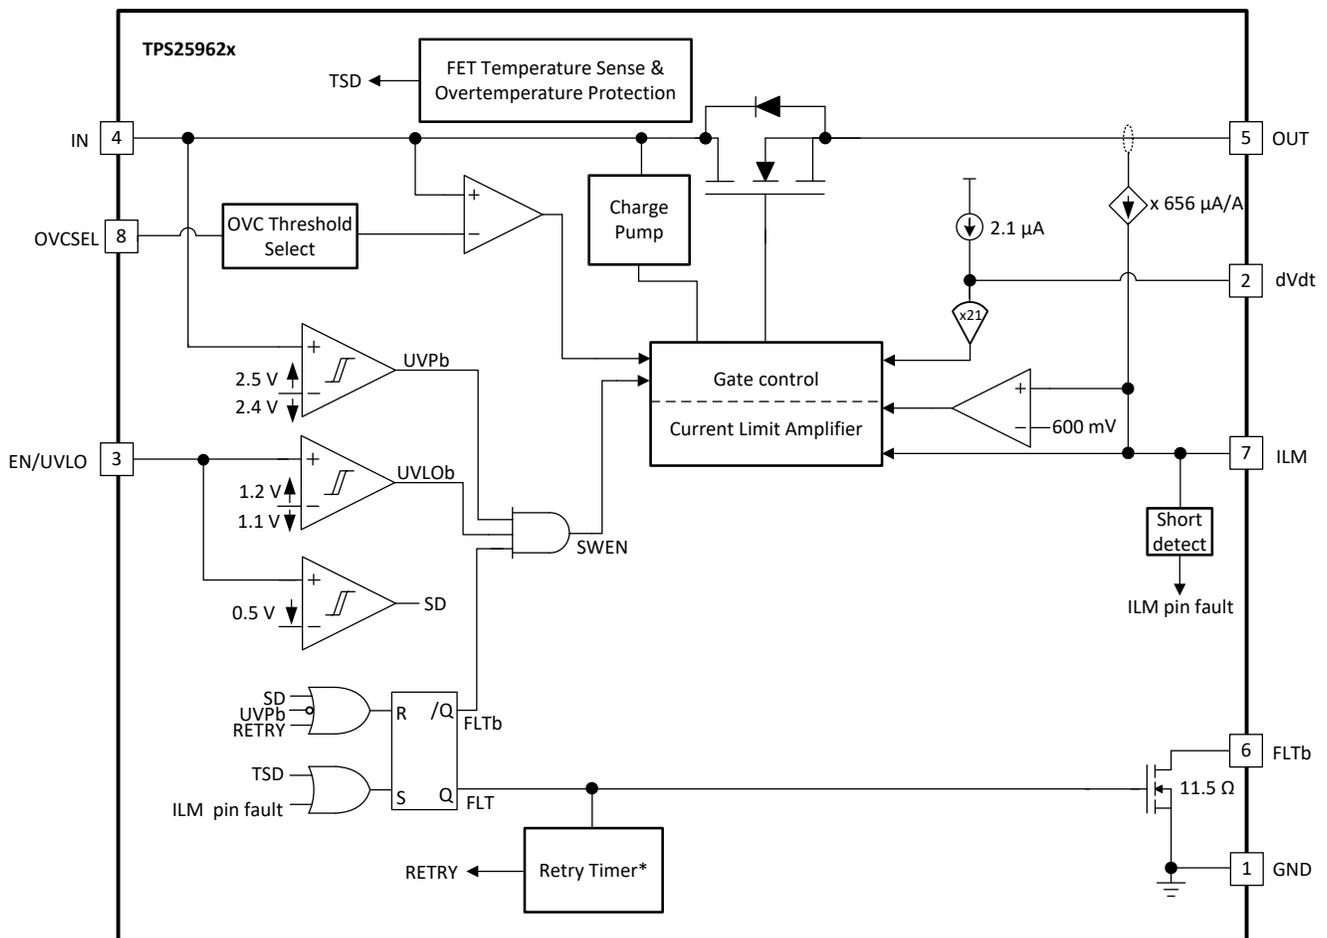 TPS25962x
FET Temperature Sense &
Overtemperature Protection
TSD
IN
4
5
OUT
OVCSEL
8
OVC Threshold
Select
+
−
Charge
Pump
x 656 µA/A
2.1 µA
2
dVdt
x21
+
−
2.5 V
2.4 V
UVPb
Gate control
Current Limit Amplifier
+
−
600 mV
7
ILM
EN/UVLO
3
+
−
1.2 V
1.1 V
UVLOb
SWEN
Short
detect
ILM pin fault
+
−
0.5 V
SD
SD
UVPb
RETRY
R
/Q
FLTb
TSD
ILM pin fault
S
Q
FLT
6
FLTb
11.5 Ω
Retry Timer*
RETRY
1
GND